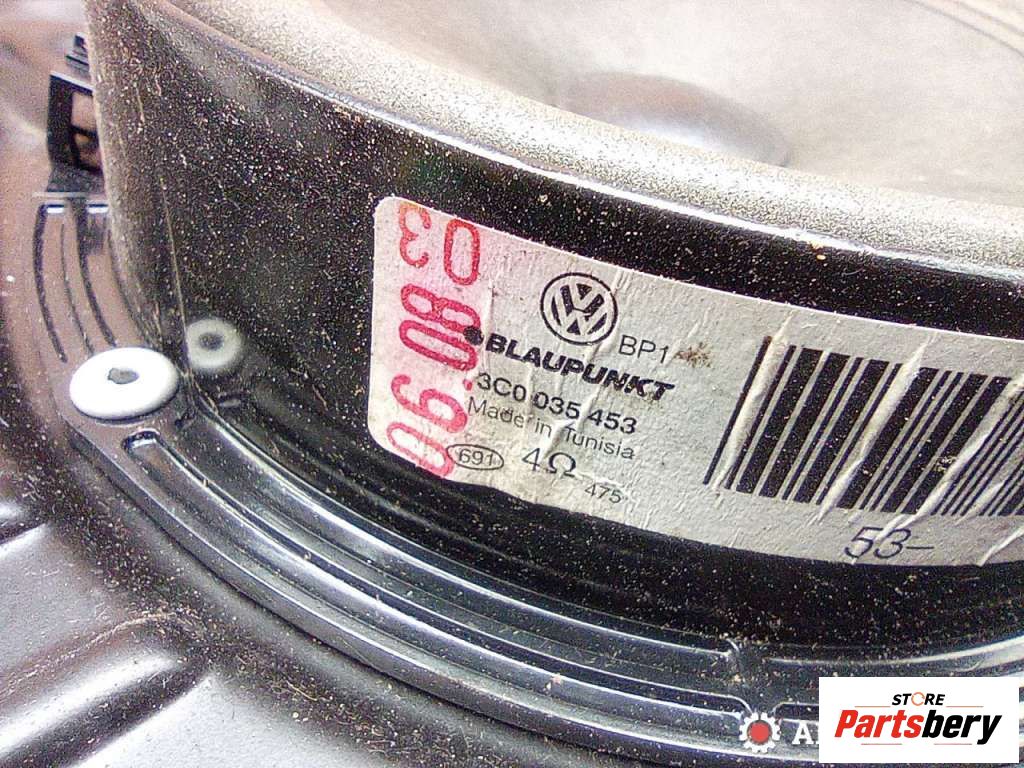 03.08.06
BP1
BLAUPUNKT
3C0 035 453
Made in Tunisia
691 4Ω 475
53-
STORE
Partsbery